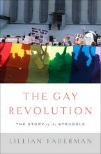 THE GAY
REVOLUTION
THE STORY of the STRUGGLE
LILLIAN FADERMAN